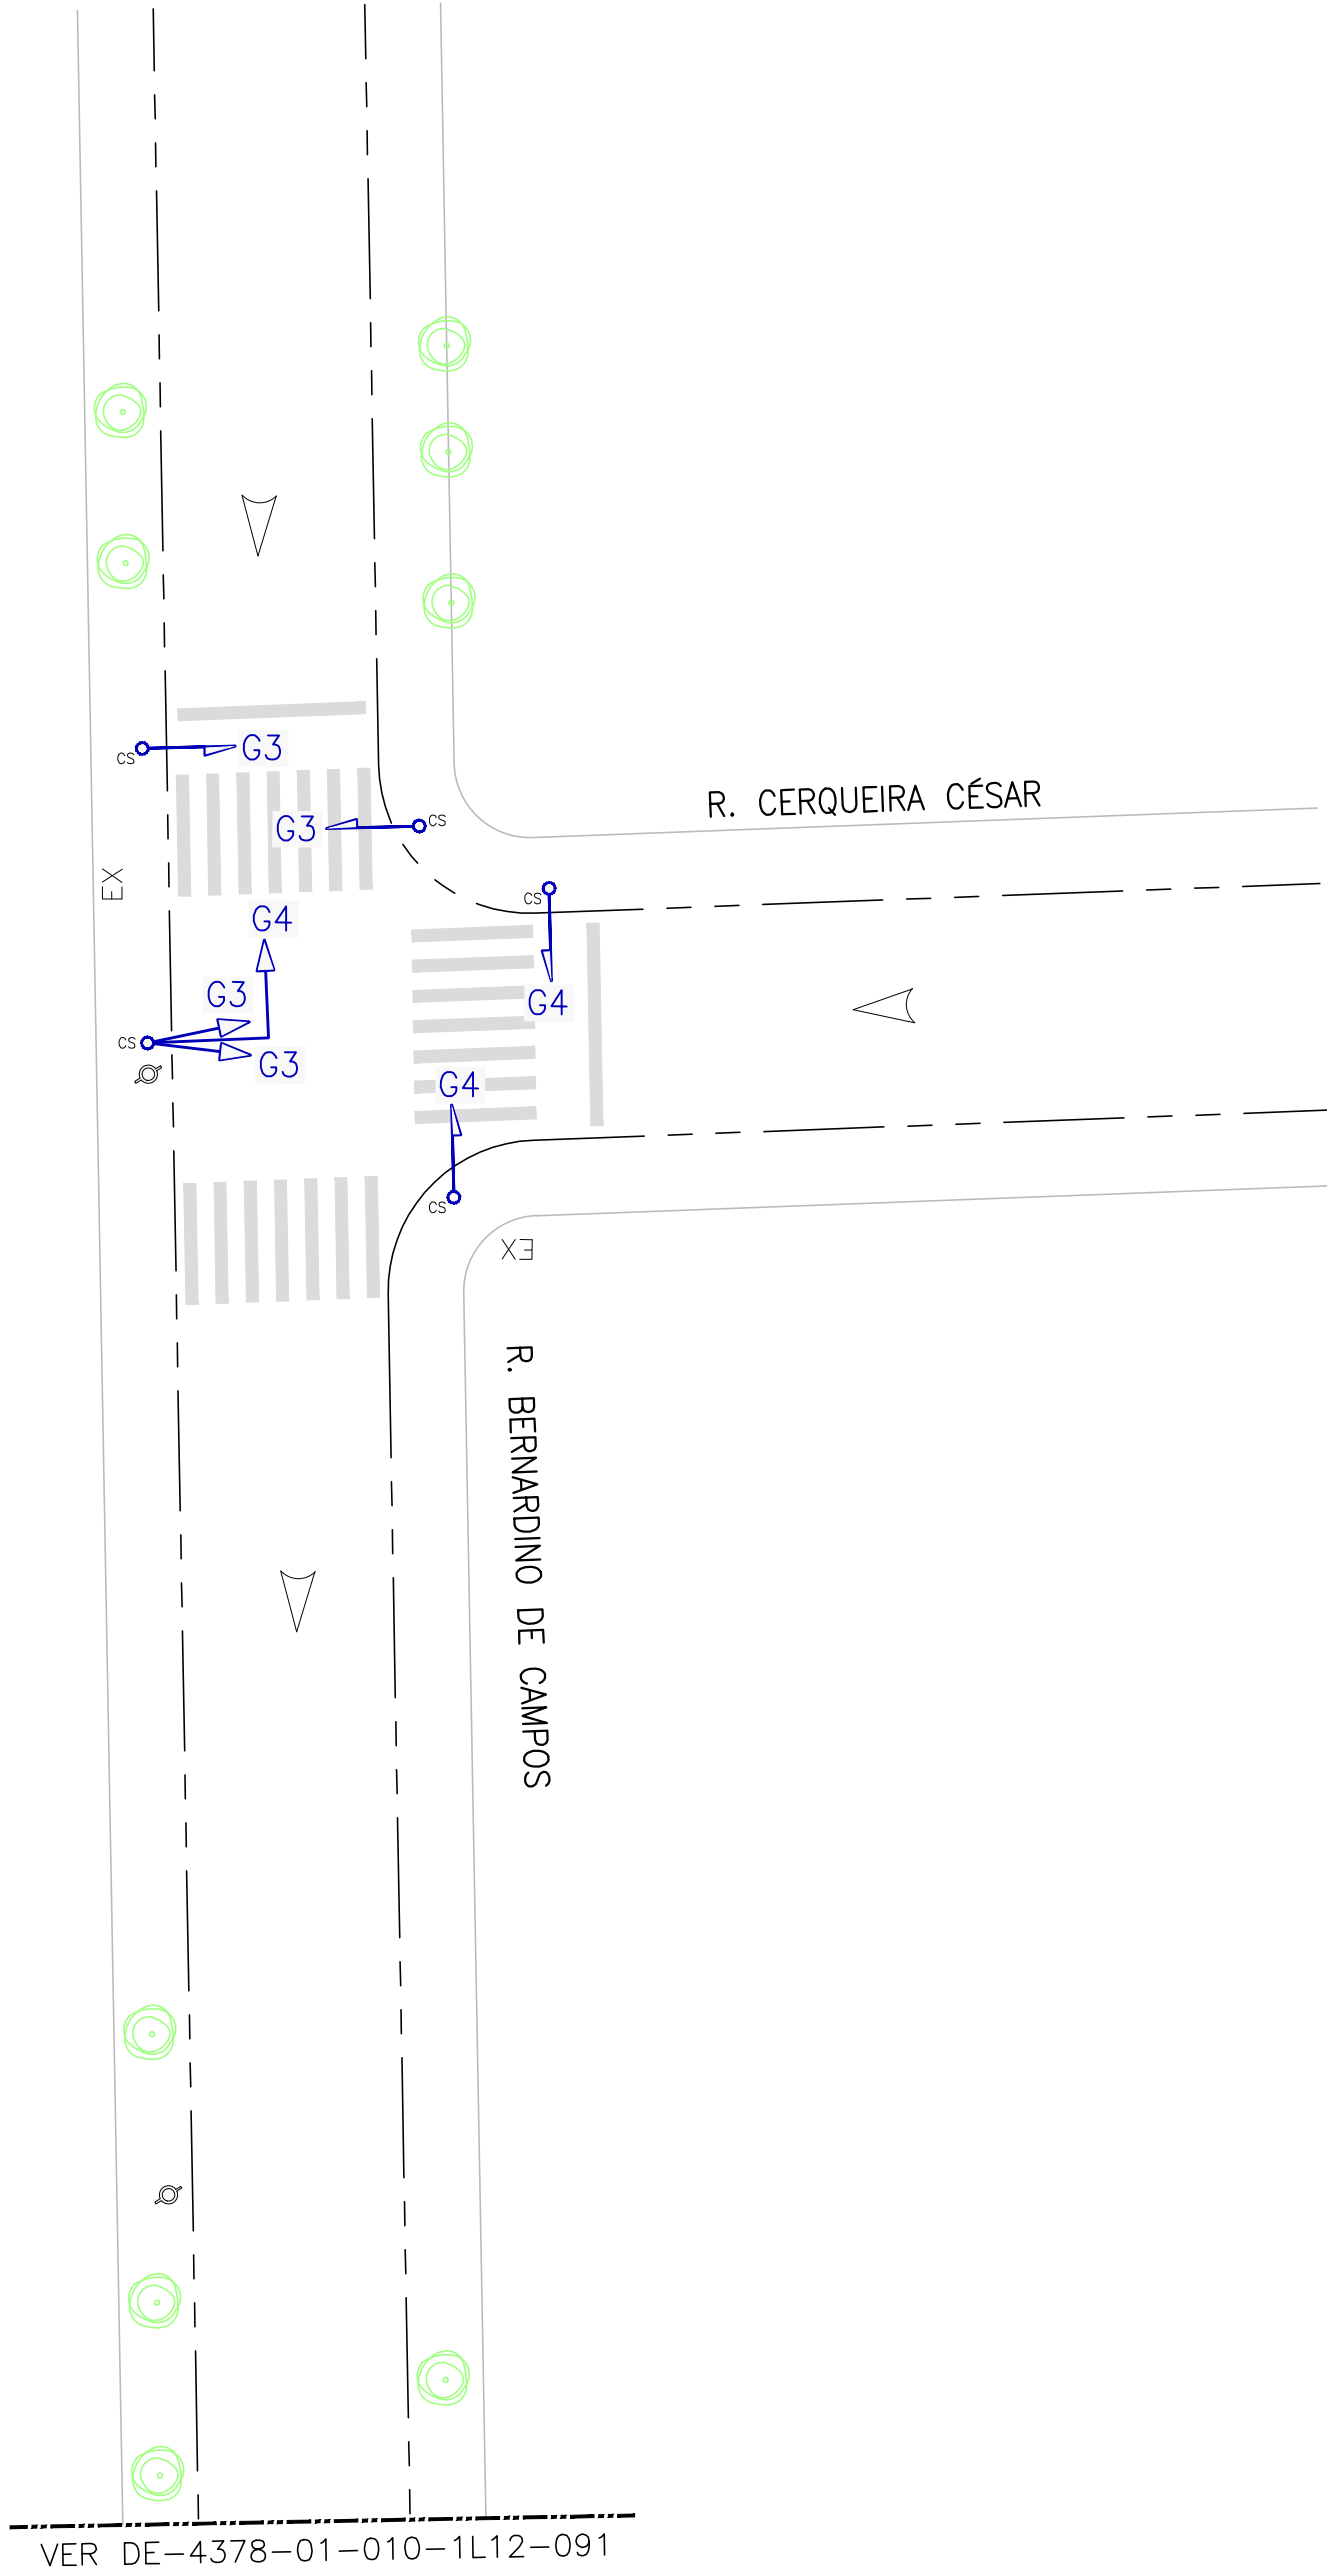 G3
CS
G3
CS
R. CERQUEIRA CÉSAR
EX
CS
G4
G3
G4
CS
G3
G4
CS
EX
R. BERNARDINO DE CAMPOS
VER DE-4378-01-010-1L12-091